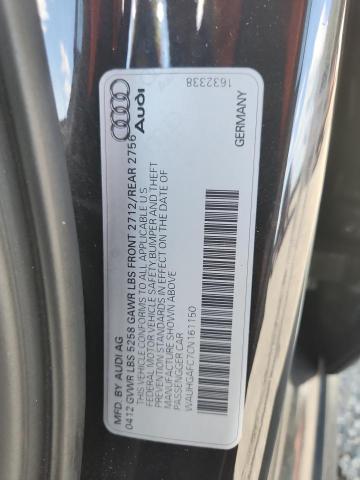 MFD. BY AUDI AG
0412 GVWR LBS 5258 GAWR LBS FRONT 2712/REAR 2756
THIS VEHICLE CONFORMS TO ALL APPLICABLE U.S.
FEDERAL MOTOR VEHICLE SAFETY BUMPER AND THEFT
PREVENTION STANDARDS IN EFFECT ON THE DATE OF
MANUFACTURE SHOWN ABOVE
PASSENGER CAR
WAUHGAFC7CN161150
Audi
GERMANY
1632338